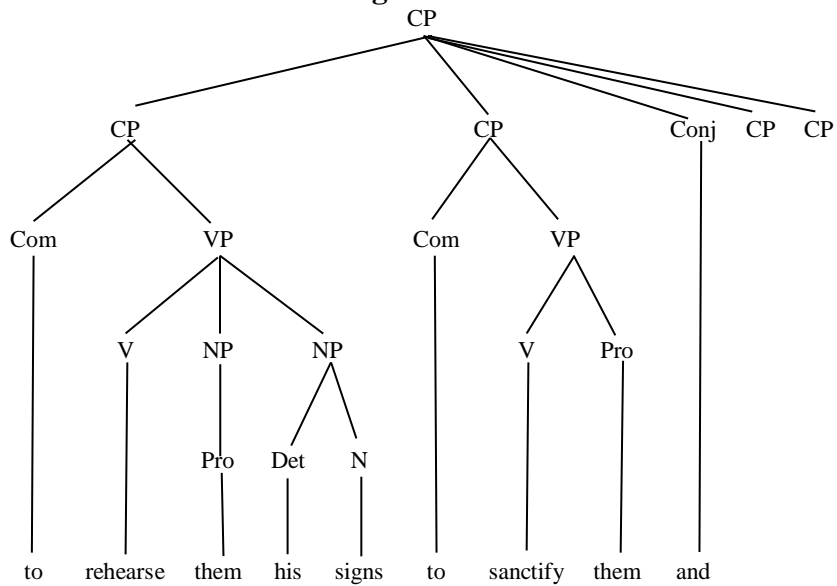 CP
CP CP Conj CP CP
Com VP Com VP
V NP NP V Pro
Pro Det N
to rehearse them his signs to sanctify them and